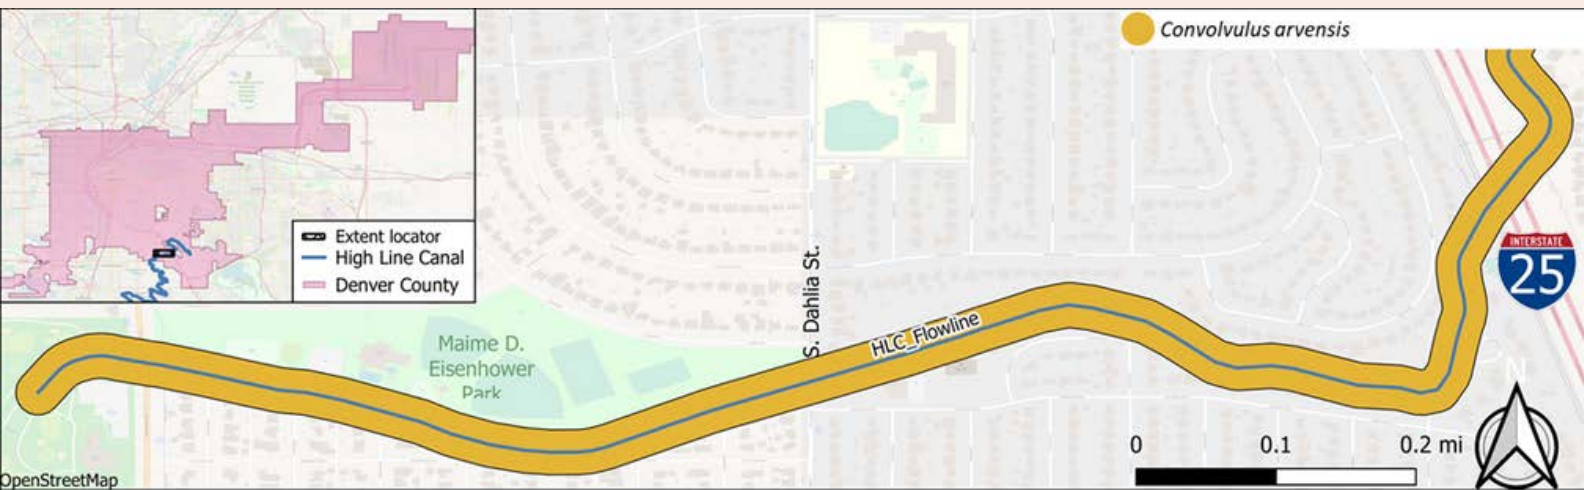 Convolvulus arvensis
Extent locator
High Line Canal
Denver County
Maime D.
Eisenhower
Park
S. Dahlia St.
HLC_Flowline
INTERSTATE
25
N
0 0.1 0.2 mi
OpenStreetMap